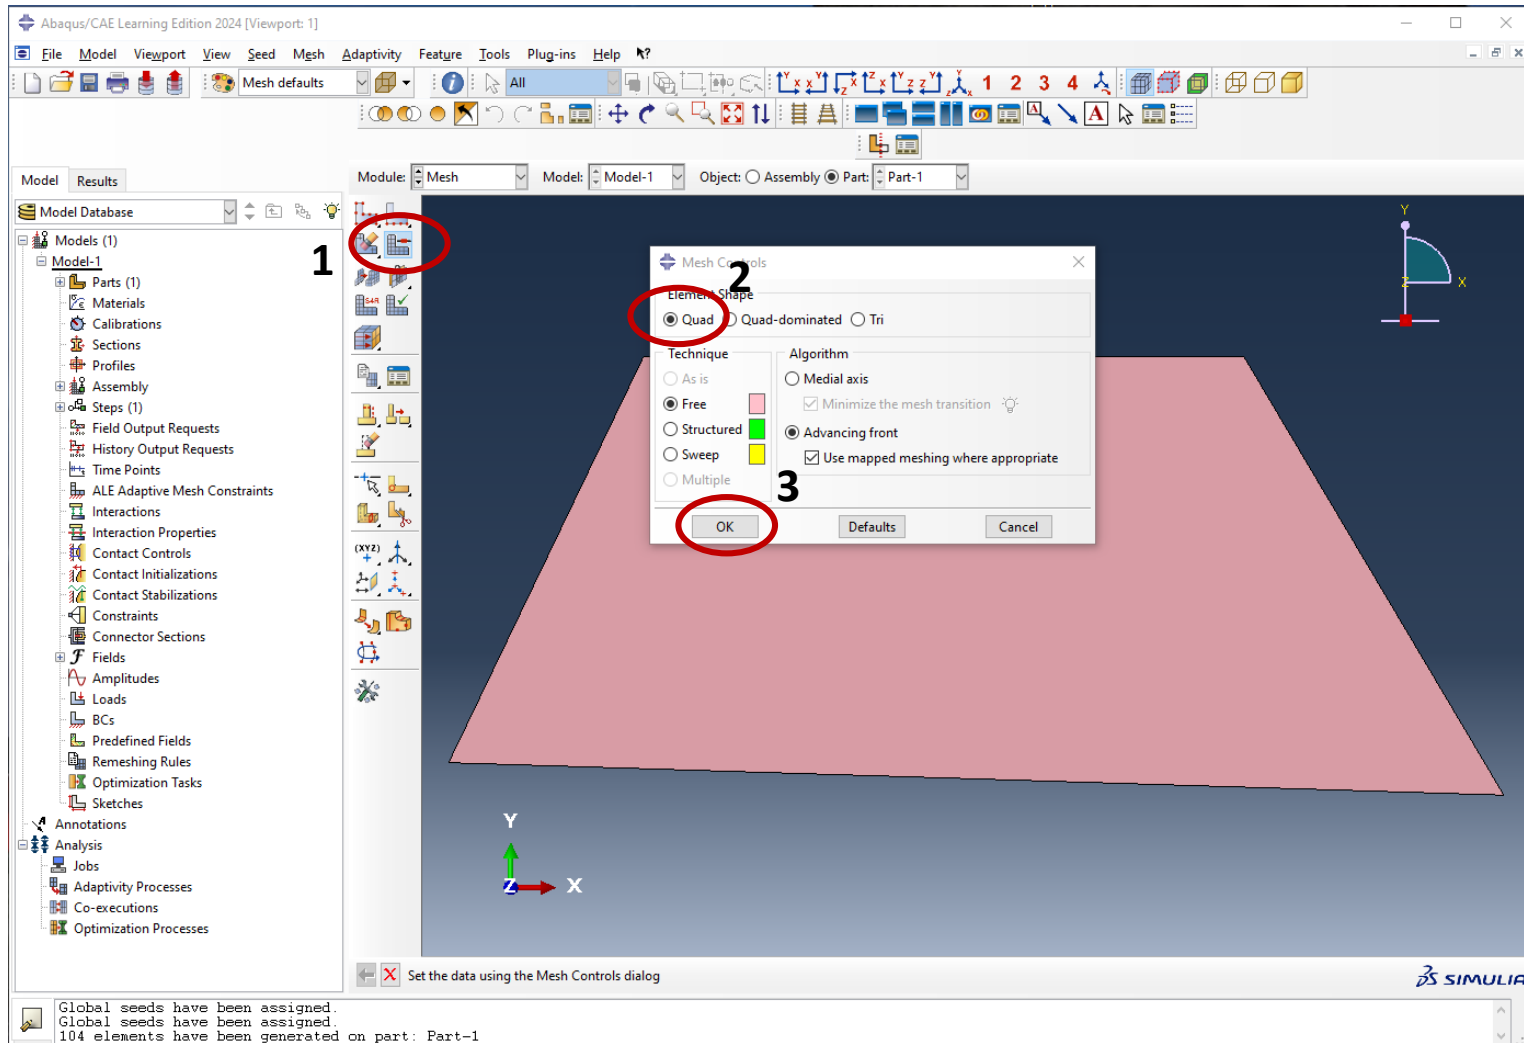 Abaqus/CAE Learning Edition 2024 [Viewport: 1]
File Model Viewport View Seed Mesh Adaptivity Feature Tools Plug-ins Help
Mesh defaults
All
1 2 3 4
Model Results
Module: Mesh Model: Model-1 Object: Assembly Part: Part-1
Model Database
Models (1)
Model-1
Parts (1)
Materials
Calibrations
Sections
Profiles
Assembly
Steps (1)
Field Output Requests
History Output Requests
Time Points
ALE Adaptive Mesh Constraints
Interactions
Interaction Properties
Contact Controls
Contact Initializations
Contact Stabilizations
Constraints
Connector Sections
Fields
Amplitudes
Loads
BCs
Predefined Fields
Remeshing Rules
Optimization Tasks
Sketches
Annotations
Analysis
Jobs
Adaptivity Processes
Co-executions
Optimization Processes
1
S4R
(XYZ)
Mesh Controls
2
Element Shape
Quad Quad-dominated Tri
Technique
As is
Free
Structured
Sweep
Multiple
Algorithm
Medial axis
Minimize the mesh transition
Advancing front
Use mapped meshing where appropriate
3
OK Defaults Cancel
Y
Z X
Y
Z X
Set the data using the Mesh Controls dialog
SIMULIA
Global seeds have been assigned.
Global seeds have been assigned.
104 elements have been generated on part: Part-1